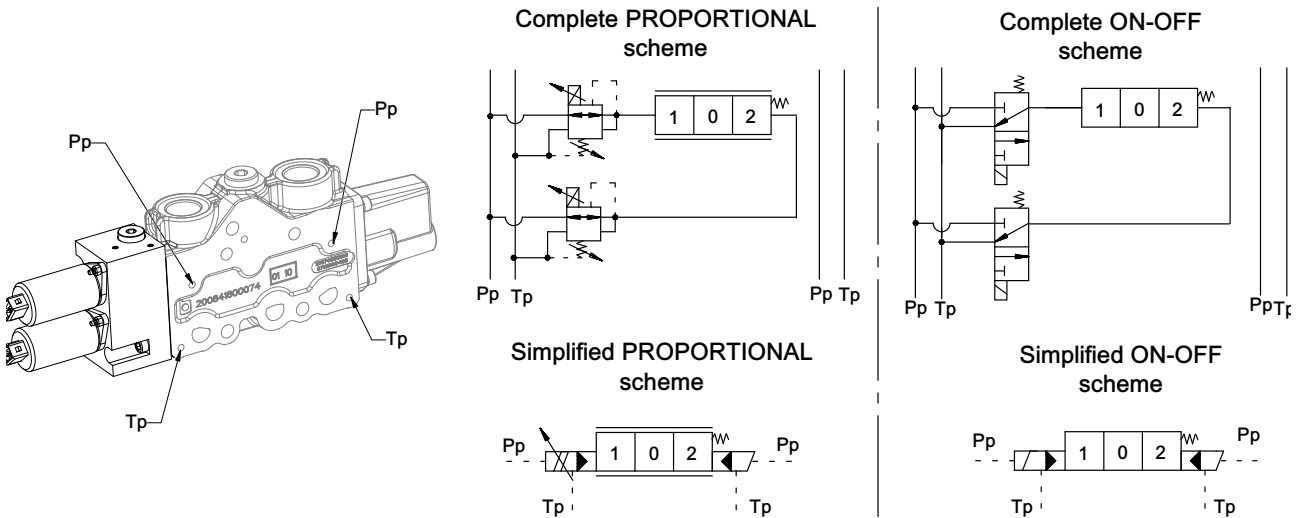 Pp
Pp
200641600074
01 10
Tp
Tp
Complete PROPORTIONAL
scheme
1 0 2
Pp Tp
Pp Tp
Simplified PROPORTIONAL
scheme
Pp
1 0 2
Pp
Tp
Tp
Complete ON-OFF
scheme
1 0 2
Pp Tp
Pp Tp
Simplified ON-OFF
scheme
Pp
1 0 2
Pp
Tp
Tp